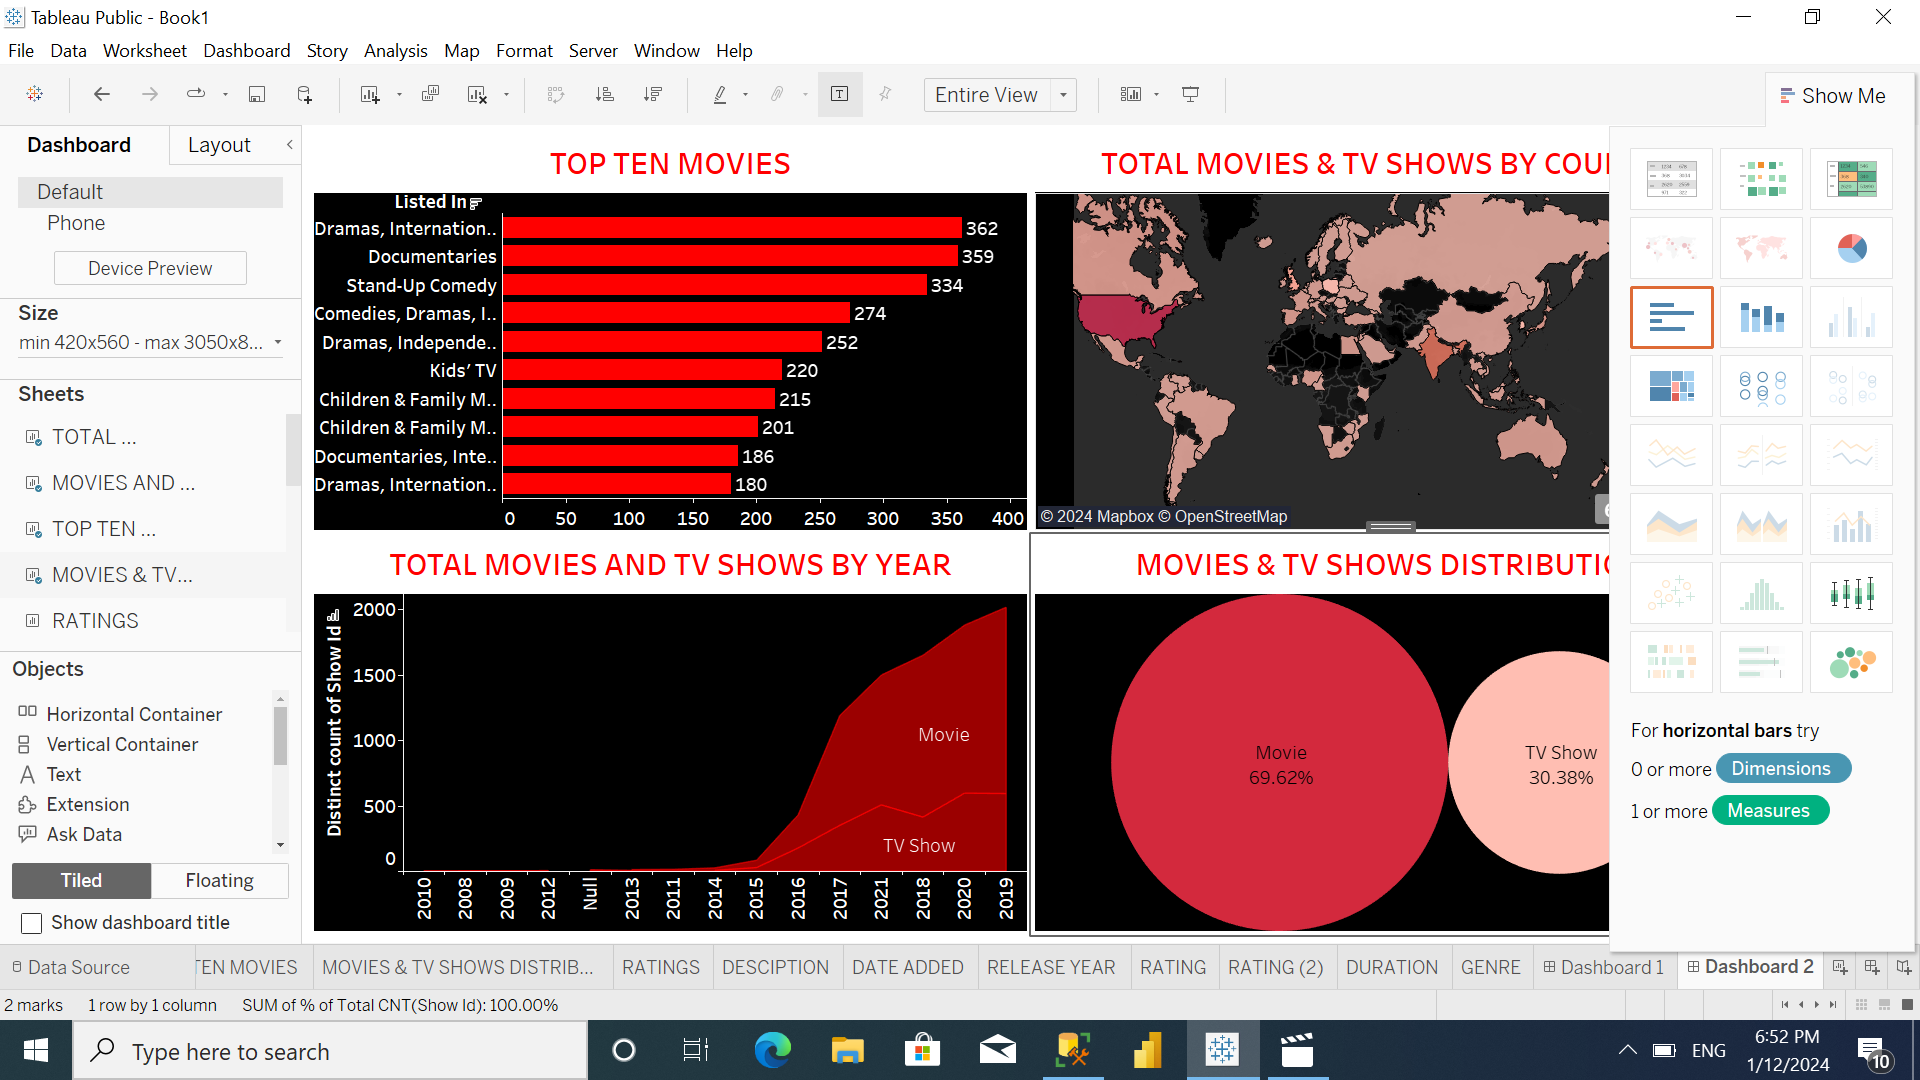 Tableau Public - Book1
File Data Worksheet Dashboard Story Analysis Map Format Server Window Help
Entire View
Show Me
Dashboard
Layout
Default
Phone
Device Preview
Size
min 420x560 - max 3050x8...
Sheets
TOTAL ...
MOVIES AND ...
TOP TEN ...
MOVIES & TV...
RATINGS
Objects
Horizontal Container
Vertical Container
Text
Extension
Ask Data
Tiled
Floating
Show dashboard title
TOP TEN MOVIES
Listed In
Dramas, Internation.. 362
Documentaries 359
Stand-Up Comedy 334
Comedies, Dramas, I.. 274
Dramas, Independe.. 252
Kids’ TV 220
Children & Family M.. 215
Children & Family M.. 201
Documentaries, Inte.. 186
Dramas, Internation.. 180
0 50 100 150 200 250 300 350 400
TOTAL MOVIES & TV SHOWS BY COU
© 2024 Mapbox © OpenStreetMap
TOTAL MOVIES AND TV SHOWS BY YEAR
Distinct count of Show Id
2000
1500
1000
500
0
Movie
TV Show
2010 2008 2009 2012 Null 2013 2011 2014 2015 2016 2017 2021 2018 2020 2019
MOVIES & TV SHOWS DISTRIBUTIO
Movie
69.62%
TV Show
30.38%
For horizontal bars try
0 or more Dimensions
1 or more Measures
Data Source
TEN MOVIES
MOVIES & TV SHOWS DISTRIB...
RATINGS
DESCIPTION
DATE ADDED
RELEASE YEAR
RATING
RATING (2)
DURATION
GENRE
Dashboard 1
Dashboard 2
2 marks 1 row by 1 column SUM of % of Total CNT(Show Id): 100.00%
Type here to search
ENG
6:52 PM
1/12/2024
10